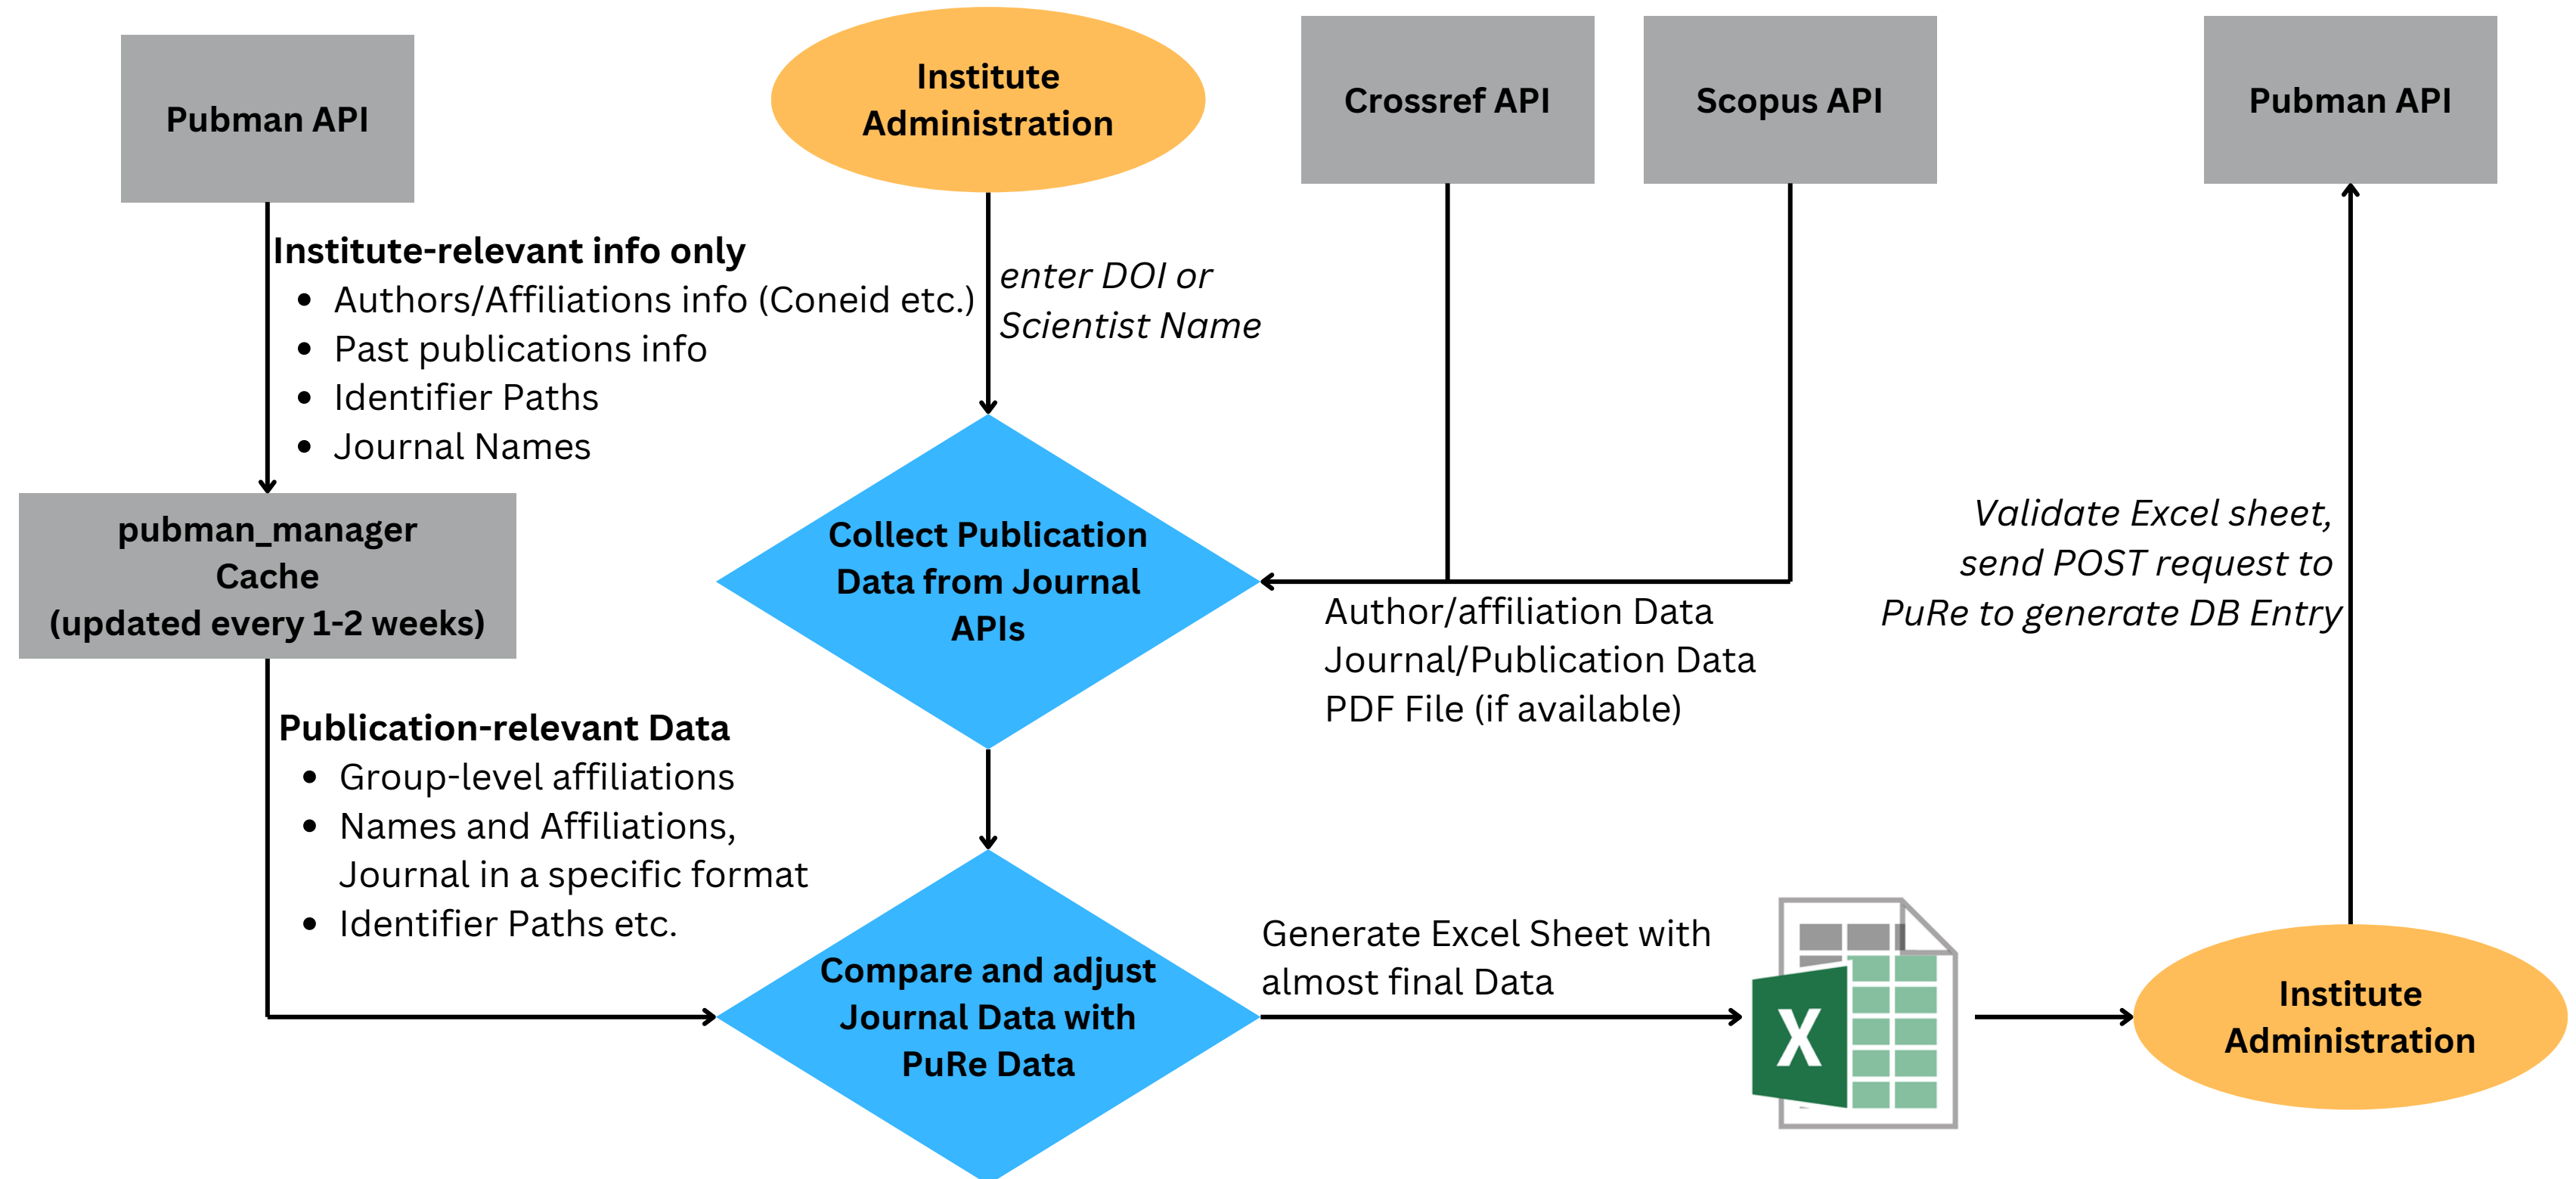 Pubman API
Institute
Administration
Crossref API
Scopus API
Pubman API
Institute-relevant info only
• Authors/Affiliations info (Coneid etc.)
• Past publications info
• Identifier Paths
• Journal Names
enter DOI or
Scientist Name
pubman_manager
Cache
(updated every 1-2 weeks)
Collect Publication
Data from Journal
APIs
Author/affiliation Data
Journal/Publication Data
PDF File (if available)
Validate Excel sheet,
send POST request to
PuRe to generate DB Entry
Publication-relevant Data
• Group-level affiliations
• Names and Affiliations,
Journal in a specific format
• Identifier Paths etc.
Compare and adjust
Journal Data with
PuRe Data
Generate Excel Sheet with
almost final Data
X
Institute
Administration